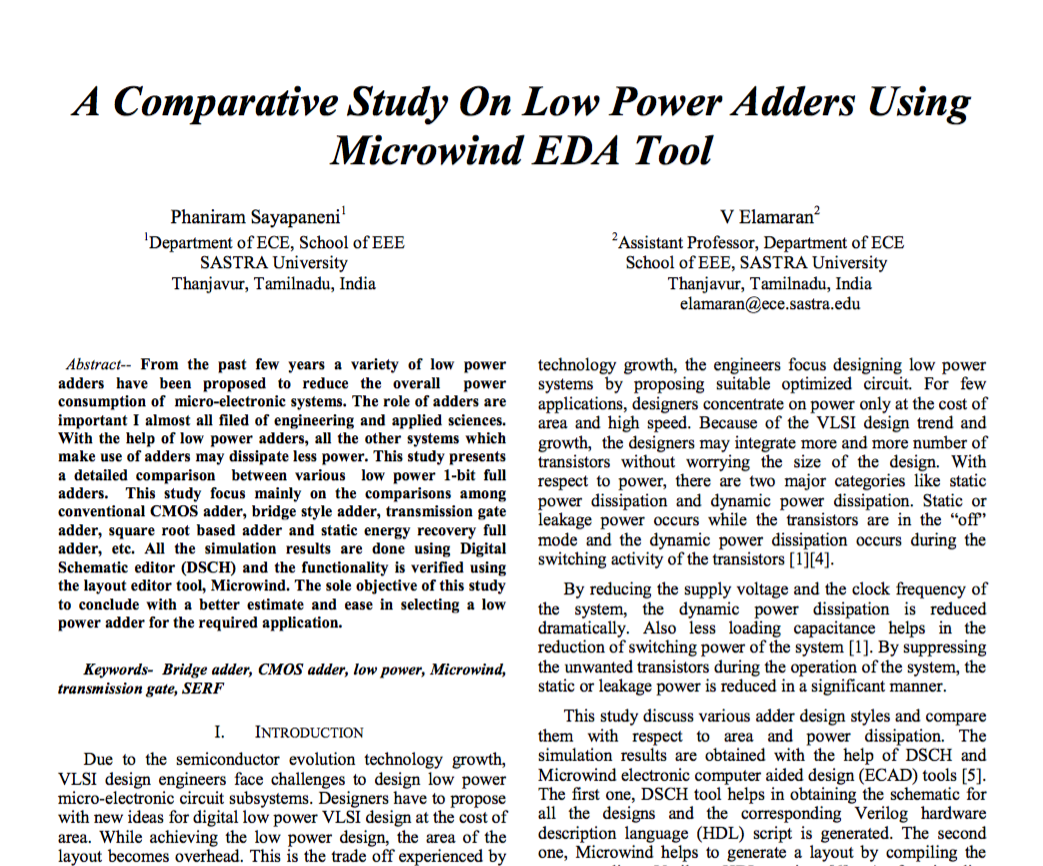 A Comparative Study On Low Power Adders Using
Microwind EDA Tool
Phaniram Sayapaneni1
1Department of ECE, School of EEE
SASTRA University
Thanjavur, Tamilnadu, India
V Elamaran2
2Assistant Professor, Department of ECE
School of EEE, SASTRA University
Thanjavur, Tamilnadu, India
elamaran@ece.sastra.edu
Abstract-- From the past few years a variety of low power
adders have been proposed to reduce the overall power
consumption of micro-electronic systems. The role of adders are
important I almost all filed of engineering and applied sciences.
With the help of low power adders, all the other systems which
make use of adders may dissipate less power. This study presents
a detailed comparison between various low power 1-bit full
adders. This study focus mainly on the comparisons among
conventional CMOS adder, bridge style adder, transmission gate
adder, square root based adder and static energy recovery full
adder, etc. All the simulation results are done using Digital
Schematic editor (DSCH) and the functionality is verified using
the layout editor tool, Microwind. The sole objective of this study
to conclude with a better estimate and ease in selecting a low
power adder for the required application.
Keywords- Bridge adder, CMOS adder, low power, Microwind,
transmission gate, SERF
I. INTRODUCTION
Due to the semiconductor evolution technology growth,
VLSI design engineers face challenges to design low power
micro-electronic circuit subsystems. Designers have to propose
with new ideas for digital low power VLSI design at the cost of
area. While achieving the low power design, the area of the
layout becomes overhead. This is the trade off experienced by
technology growth, the engineers focus designing low power
systems by proposing suitable optimized circuit. For few
applications, designers concentrate on power only at the cost of
area and high speed. Because of the VLSI design trend and
growth, the designers may integrate more and more number of
transistors without worrying the size of the design. With
respect to power, there are two major categories like static
power dissipation and dynamic power dissipation. Static or
leakage power occurs while the transistors are in the “off”
mode and the dynamic power dissipation occurs during the
switching activity of the transistors [1][4].
By reducing the supply voltage and the clock frequency of
the system, the dynamic power dissipation is reduced
dramatically. Also less loading capacitance helps in the
reduction of switching power of the system [1]. By suppressing
the unwanted transistors during the operation of the system, the
static or leakage power is reduced in a significant manner.
This study discuss various adder design styles and compare
them with respect to area and power dissipation. The
simulation results are obtained with the help of DSCH and
Microwind electronic computer aided design (ECAD) tools [5].
The first one, DSCH tool helps in obtaining the schematic for
all the designs and the corresponding Verilog hardware
description language (HDL) script is generated. The second
one, Microwind helps to generate a layout by compiling the